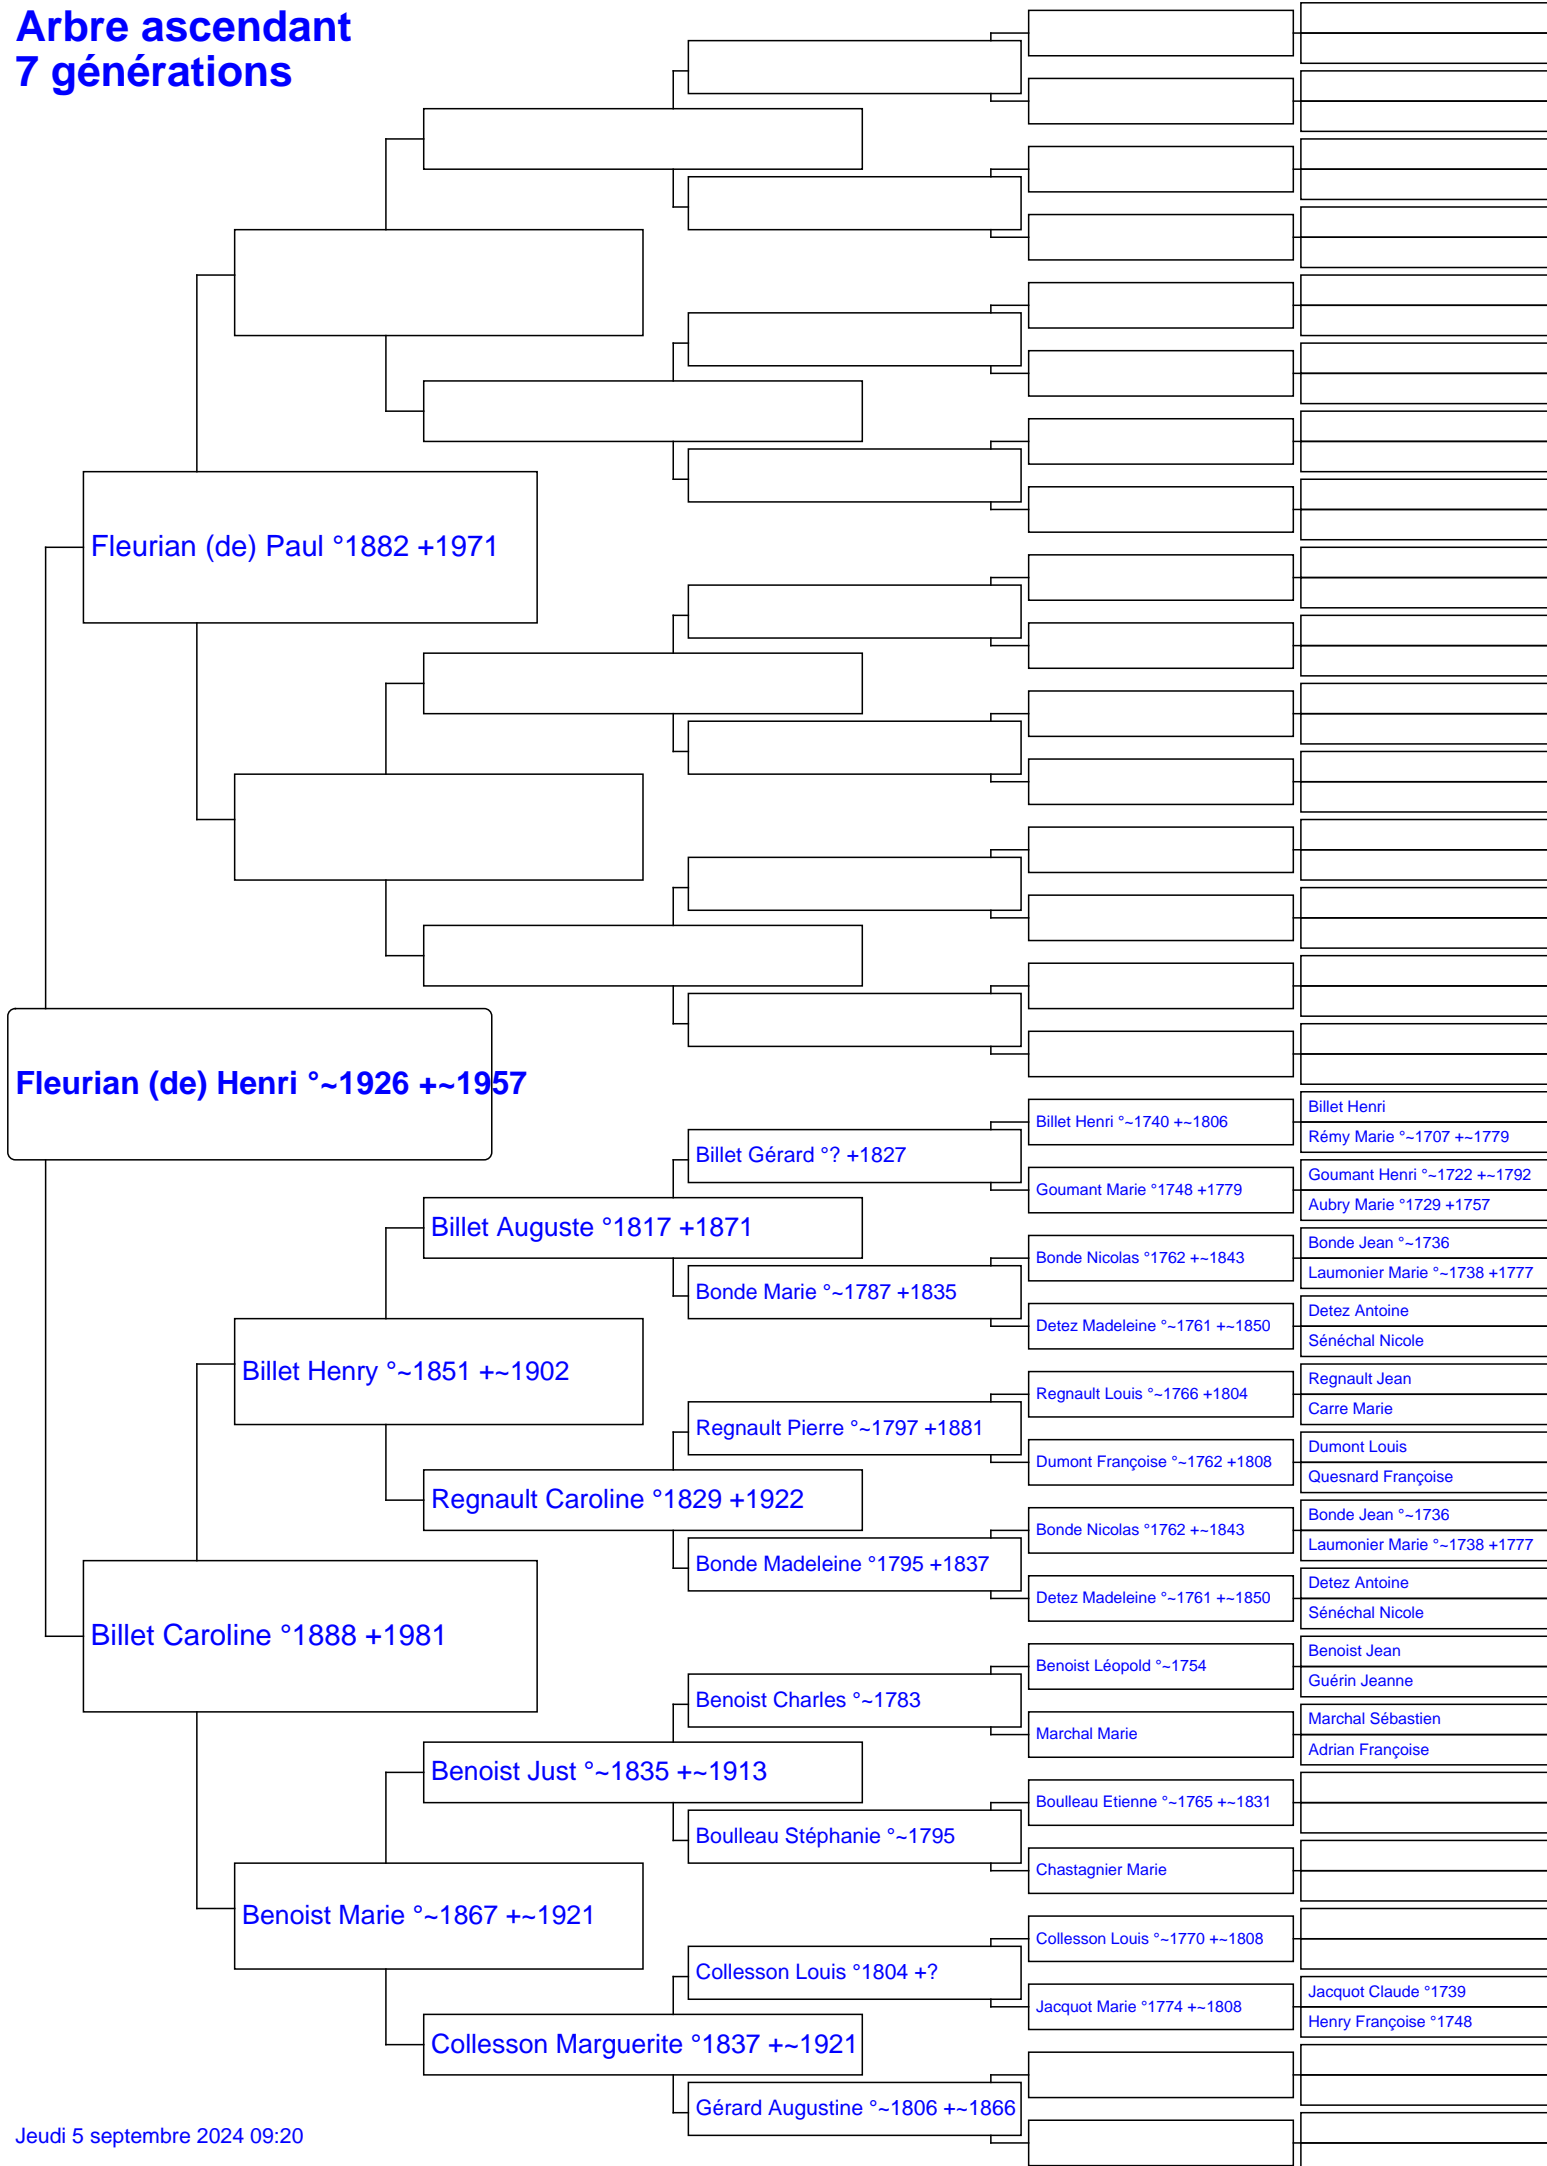 Arbre ascendant
7 générations
Fleurian (de) Paul °1882 +1971
Fleurian (de) Henri °~1926 +~1957
Billet Henri °~1740 +~1806
Billet Henri
Rémy Marie °~1707 +~1779
Billet Gérard °? +1827
Goumant Marie °1748 +1779
Goumant Henri °~1722 +~1792
Aubry Marie °1729 +1757
Billet Auguste °1817 +1871
Bonde Nicolas °1762 +~1843
Bonde Jean °~1736
Laumonier Marie °~1738 +1777
Bonde Marie °~1787 +1835
Detez Madeleine °~1761 +~1850
Detez Antoine
Sénéchal Nicole
Billet Henry °~1851 +~1902
Regnault Louis °~1766 +1804
Regnault Jean
Carre Marie
Regnault Pierre °~1797 +1881
Dumont Françoise °~1762 +1808
Dumont Louis
Quesnard Françoise
Regnault Caroline °1829 +1922
Bonde Nicolas °1762 +~1843
Bonde Jean °~1736
Laumonier Marie °~1738 +1777
Bonde Madeleine °1795 +1837
Detez Madeleine °~1761 +~1850
Detez Antoine
Sénéchal Nicole
Billet Caroline °1888 +1981
Benoist Léopold °~1754
Benoist Jean
Guérin Jeanne
Benoist Charles °~1783
Marchal Marie
Marchal Sébastien
Adrian Françoise
Benoist Just °~1835 +~1913
Boulleau Etienne °~1765 +~1831
Boulleau Stéphanie °~1795
Chastagnier Marie
Benoist Marie °~1867 +~1921
Collesson Louis °~1770 +~1808
Collesson Louis °1804 +?
Jacquot Marie °1774 +~1808
Jacquot Claude °1739
Henry Françoise °1748
Collesson Marguerite °1837 +~1921
Gérard Augustine °~1806 +~1866
Jeudi 5 septembre 2024 09:20